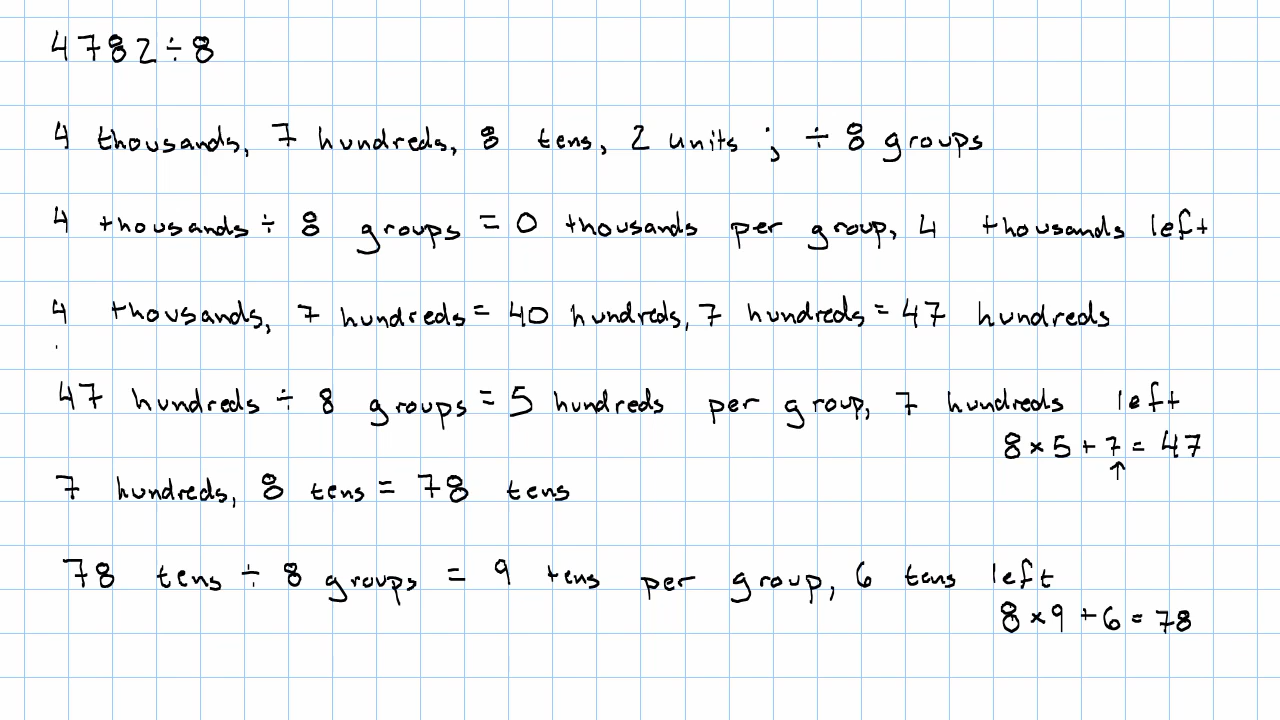 4782÷8
4 thousands, 7 hundreds, 8 tens, 2 units ; ÷ 8 groups
4 thousands ÷ 8 groups = 0 thousands per group, 4 thousands left
4 thousands, 7 hundreds = 40 hundreds, 7 hundreds = 47 hundreds
47 hundreds ÷ 8 groups = 5 hundreds per group, 7 hundreds left
8 × 5 + 7 = 47
↑
7 hundreds, 8 tens = 78 tens
78 tens ÷ 8 groups = 9 tens per group, 6 tens left
8 × 9 + 6 = 78